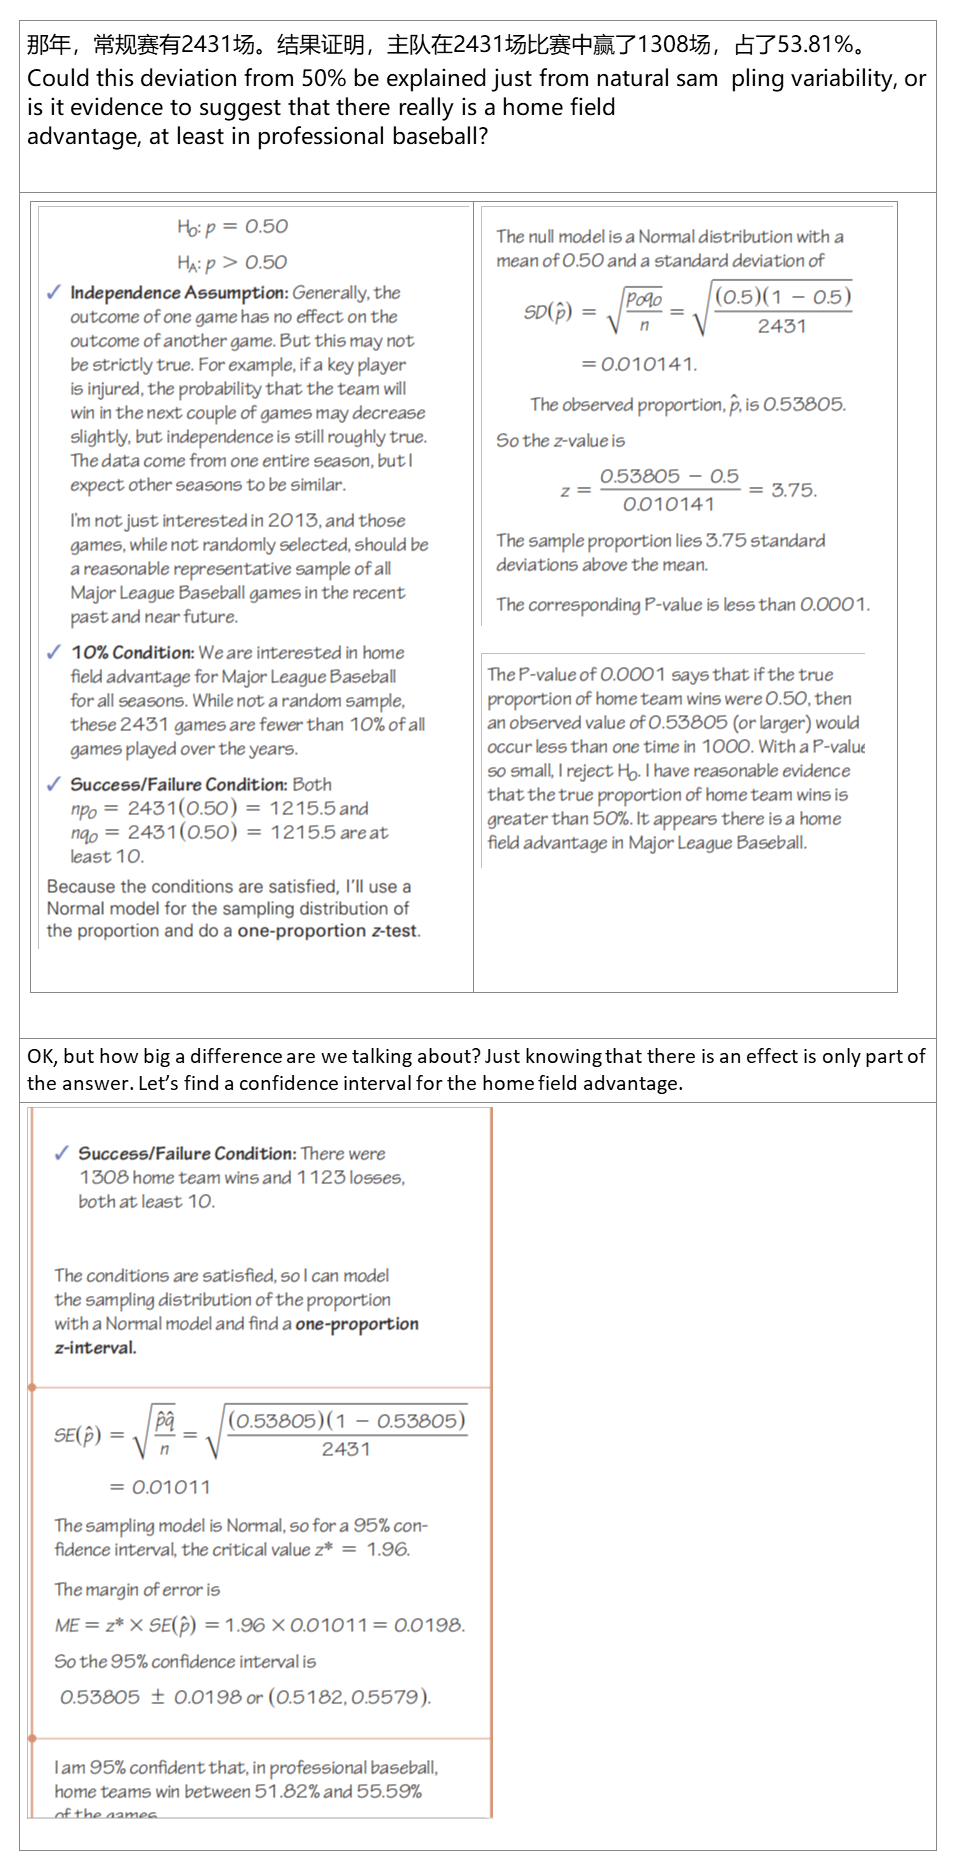 那年，常规赛有2431场。结果证明，主队在2431场比赛中赢了1308场，占了53.81%。
Could this deviation from 50% be explained just from natural sam pling variability, or
is it evidence to suggest that there really is a home field
advantage, at least in professional baseball?
H₀: p = 0.50
Hᴀ: p > 0.50
✓ Independence Assumption: Generally, the
outcome of one game has no effect on the
outcome of another game. But this may not
be strictly true. For example, if a key player
is injured, the probability that the team will
win in the next couple of games may decrease
slightly, but independence is still roughly true.
The data come from one entire season, but I
expect other seasons to be similar.
I'm not just interested in 2013, and those
games, while not randomly selected, should be
a reasonable representative sample of all
Major League Baseball games in the recent
past and near future.
✓ 10% Condition: We are interested in home
field advantage for Major League Baseball
for all seasons. While not a random sample,
these 2431 games are fewer than 10% of all
games played over the years.
✓ Success/Failure Condition: Both
np₀ = 2431(0.50) = 1215.5 and
nq₀ = 2431(0.50) = 1215.5 are at
least 10.
Because the conditions are satisfied, I'll use a
Normal model for the sampling distribution of
the proportion and do a one-proportion z-test.
The null model is a Normal distribution with a
mean of 0.50 and a standard deviation of
SD(p̂) = √(p₀q₀/n) = √((0.5)(1 − 0.5)/2431)
= 0.010141.
The observed proportion, p̂, is 0.53805.
So the z-value is
z = (0.53805 − 0.5)/0.010141 = 3.75.
The sample proportion lies 3.75 standard
deviations above the mean.
The corresponding P-value is less than 0.0001.
The P-value of 0.0001 says that if the true
proportion of home team wins were 0.50, then
an observed value of 0.53805 (or larger) would
occur less than one time in 1000. With a P-value
so small, I reject H₀. I have reasonable evidence
that the true proportion of home team wins is
greater than 50%. It appears there is a home
field advantage in Major League Baseball.
OK, but how big a difference are we talking about? Just knowing that there is an effect is only part of
the answer. Let's find a confidence interval for the home field advantage.
✓ Success/Failure Condition: There were
1308 home team wins and 1123 losses,
both at least 10.
The conditions are satisfied, so I can model
the sampling distribution of the proportion
with a Normal model and find a one-proportion
z-interval.
SE(p̂) = √(p̂q̂/n) = √((0.53805)(1 − 0.53805)/2431)
= 0.01011
The sampling model is Normal, so for a 95% con-
fidence interval, the critical value z* = 1.96.
The margin of error is
ME = z* × SE(p̂) = 1.96 × 0.01011 = 0.0198.
So the 95% confidence interval is
0.53805 ± 0.0198 or (0.5182, 0.5579).
I am 95% confident that, in professional baseball,
home teams win between 51.82% and 55.59%
of the games